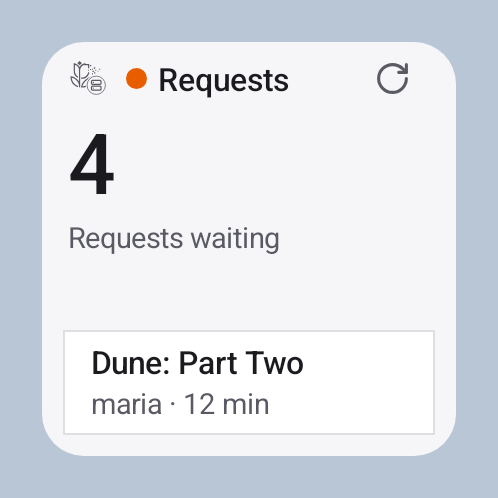 Requests
4
Requests waiting
Dune: Part Two
maria · 12 min